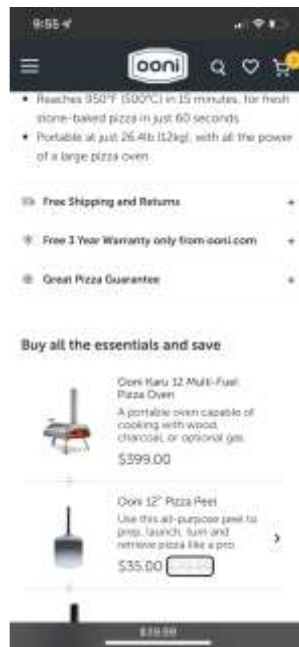 9:55
ooni
• Reaches 950°F (500°C) in 15 minutes, for fresh
stone-baked pizza in just 60 seconds
• Portable at just 26.4lb (12kg), with all the power
of a large pizza oven
Free Shipping and Returns +
Free 3 Year Warranty only from ooni.com +
Great Pizza Guarantee +
Buy all the essentials and save
Ooni Karu 12 Multi-Fuel
Pizza Oven
A portable oven capable of
cooking with wood,
charcoal, or optional gas
$399.00
Ooni 12" Pizza Peel
Use this all-purpose peel to
prep, launch, turn and
retrieve pizza like a pro
$35.00